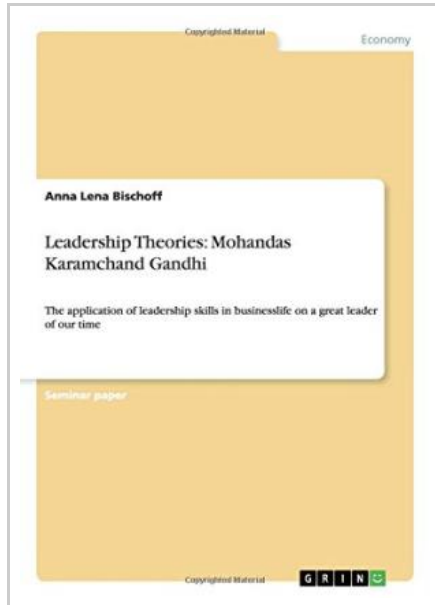 Copyrighted Material
Economy
Anna Lena Bischoff
Leadership Theories: Mohandas
Karamchand Gandhi
The application of leadership skills in businesslife on a great leader
of our time
Seminar paper
Copyrighted Material
GRIN